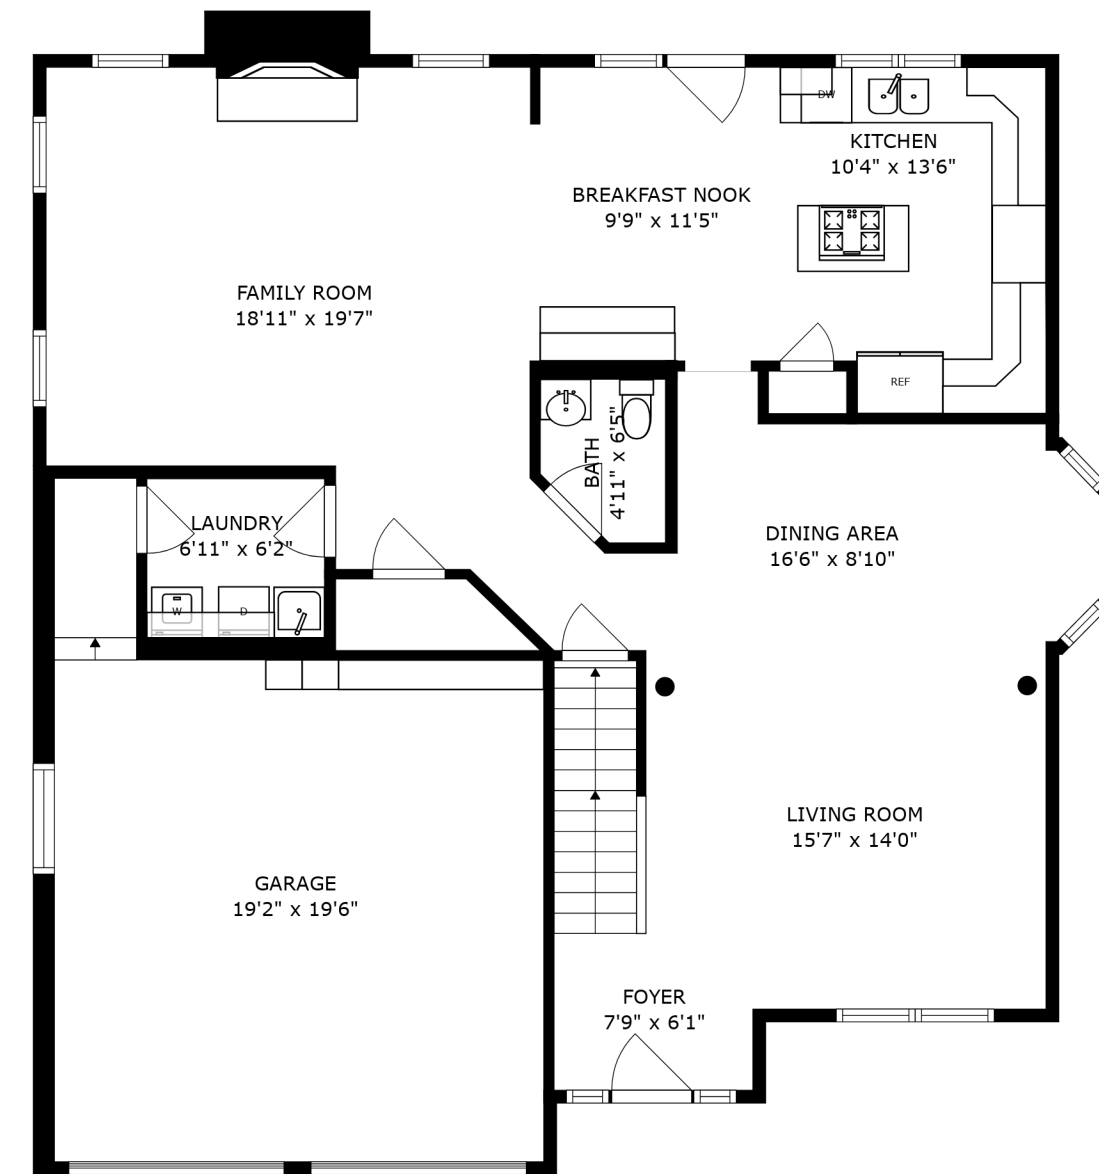 DW
KITCHEN
10'4" x 13'6"
BREAKFAST NOOK
9'9" x 11'5"
FAMILY ROOM
18'11" x 19'7"
REF
BATH
4'11" x 6'5"
LAUNDRY
6'11" x 6'2"
W
D
DINING AREA
16'6" x 8'10"
LIVING ROOM
15'7" x 14'0"
GARAGE
19'2" x 19'6"
FOYER
7'9" x 6'1"